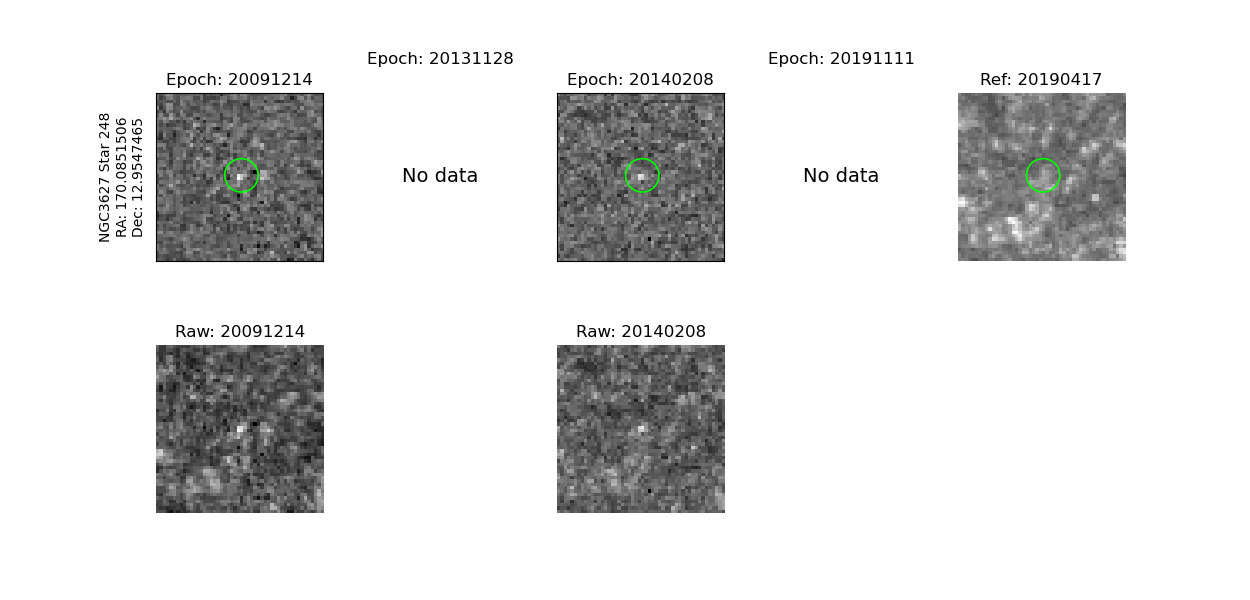 Epoch: 20091214
Epoch: 20131128
Epoch: 20140208
Epoch: 20191111
Ref: 20190417
NGC3627 Star 248
RA: 170.0851506
Dec: 12.9547465
No data
No data
Raw: 20091214
Raw: 20140208